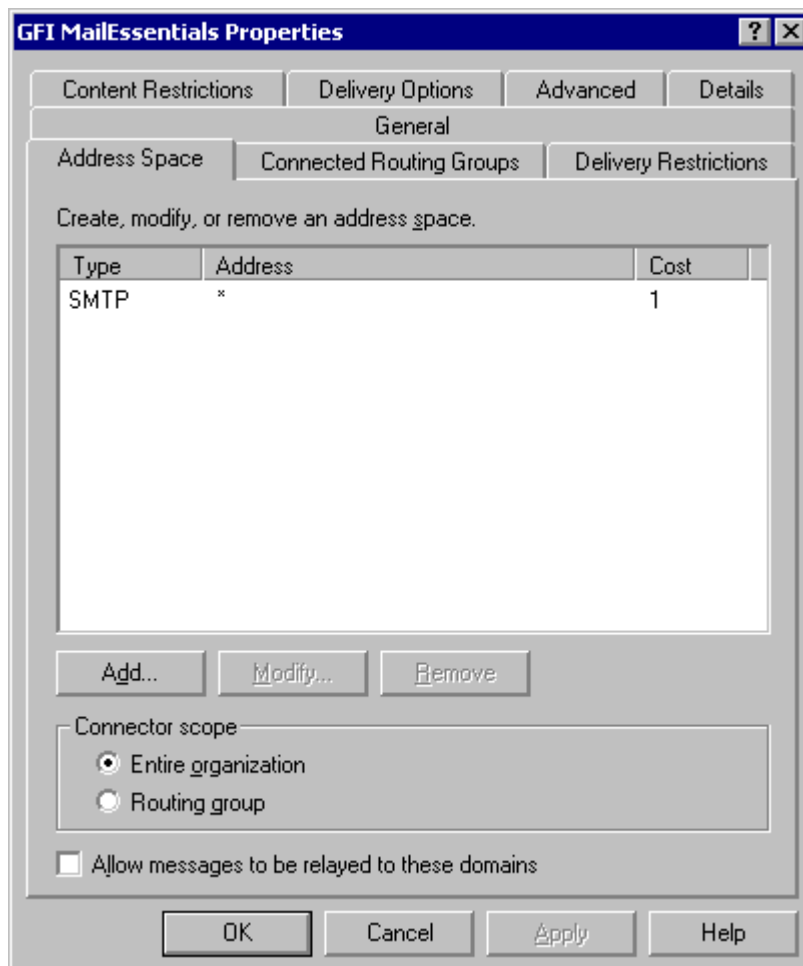 GFI MailEssentials Properties
Content Restrictions Delivery Options Advanced Details
General
Address Space Connected Routing Groups Delivery Restrictions
Create, modify, or remove an address space.
Type Address Cost
SMTP * 1
Add... Modify... Remove
Connector scope
Entire organization
Routing group
Allow messages to be relayed to these domains
OK Cancel Apply Help